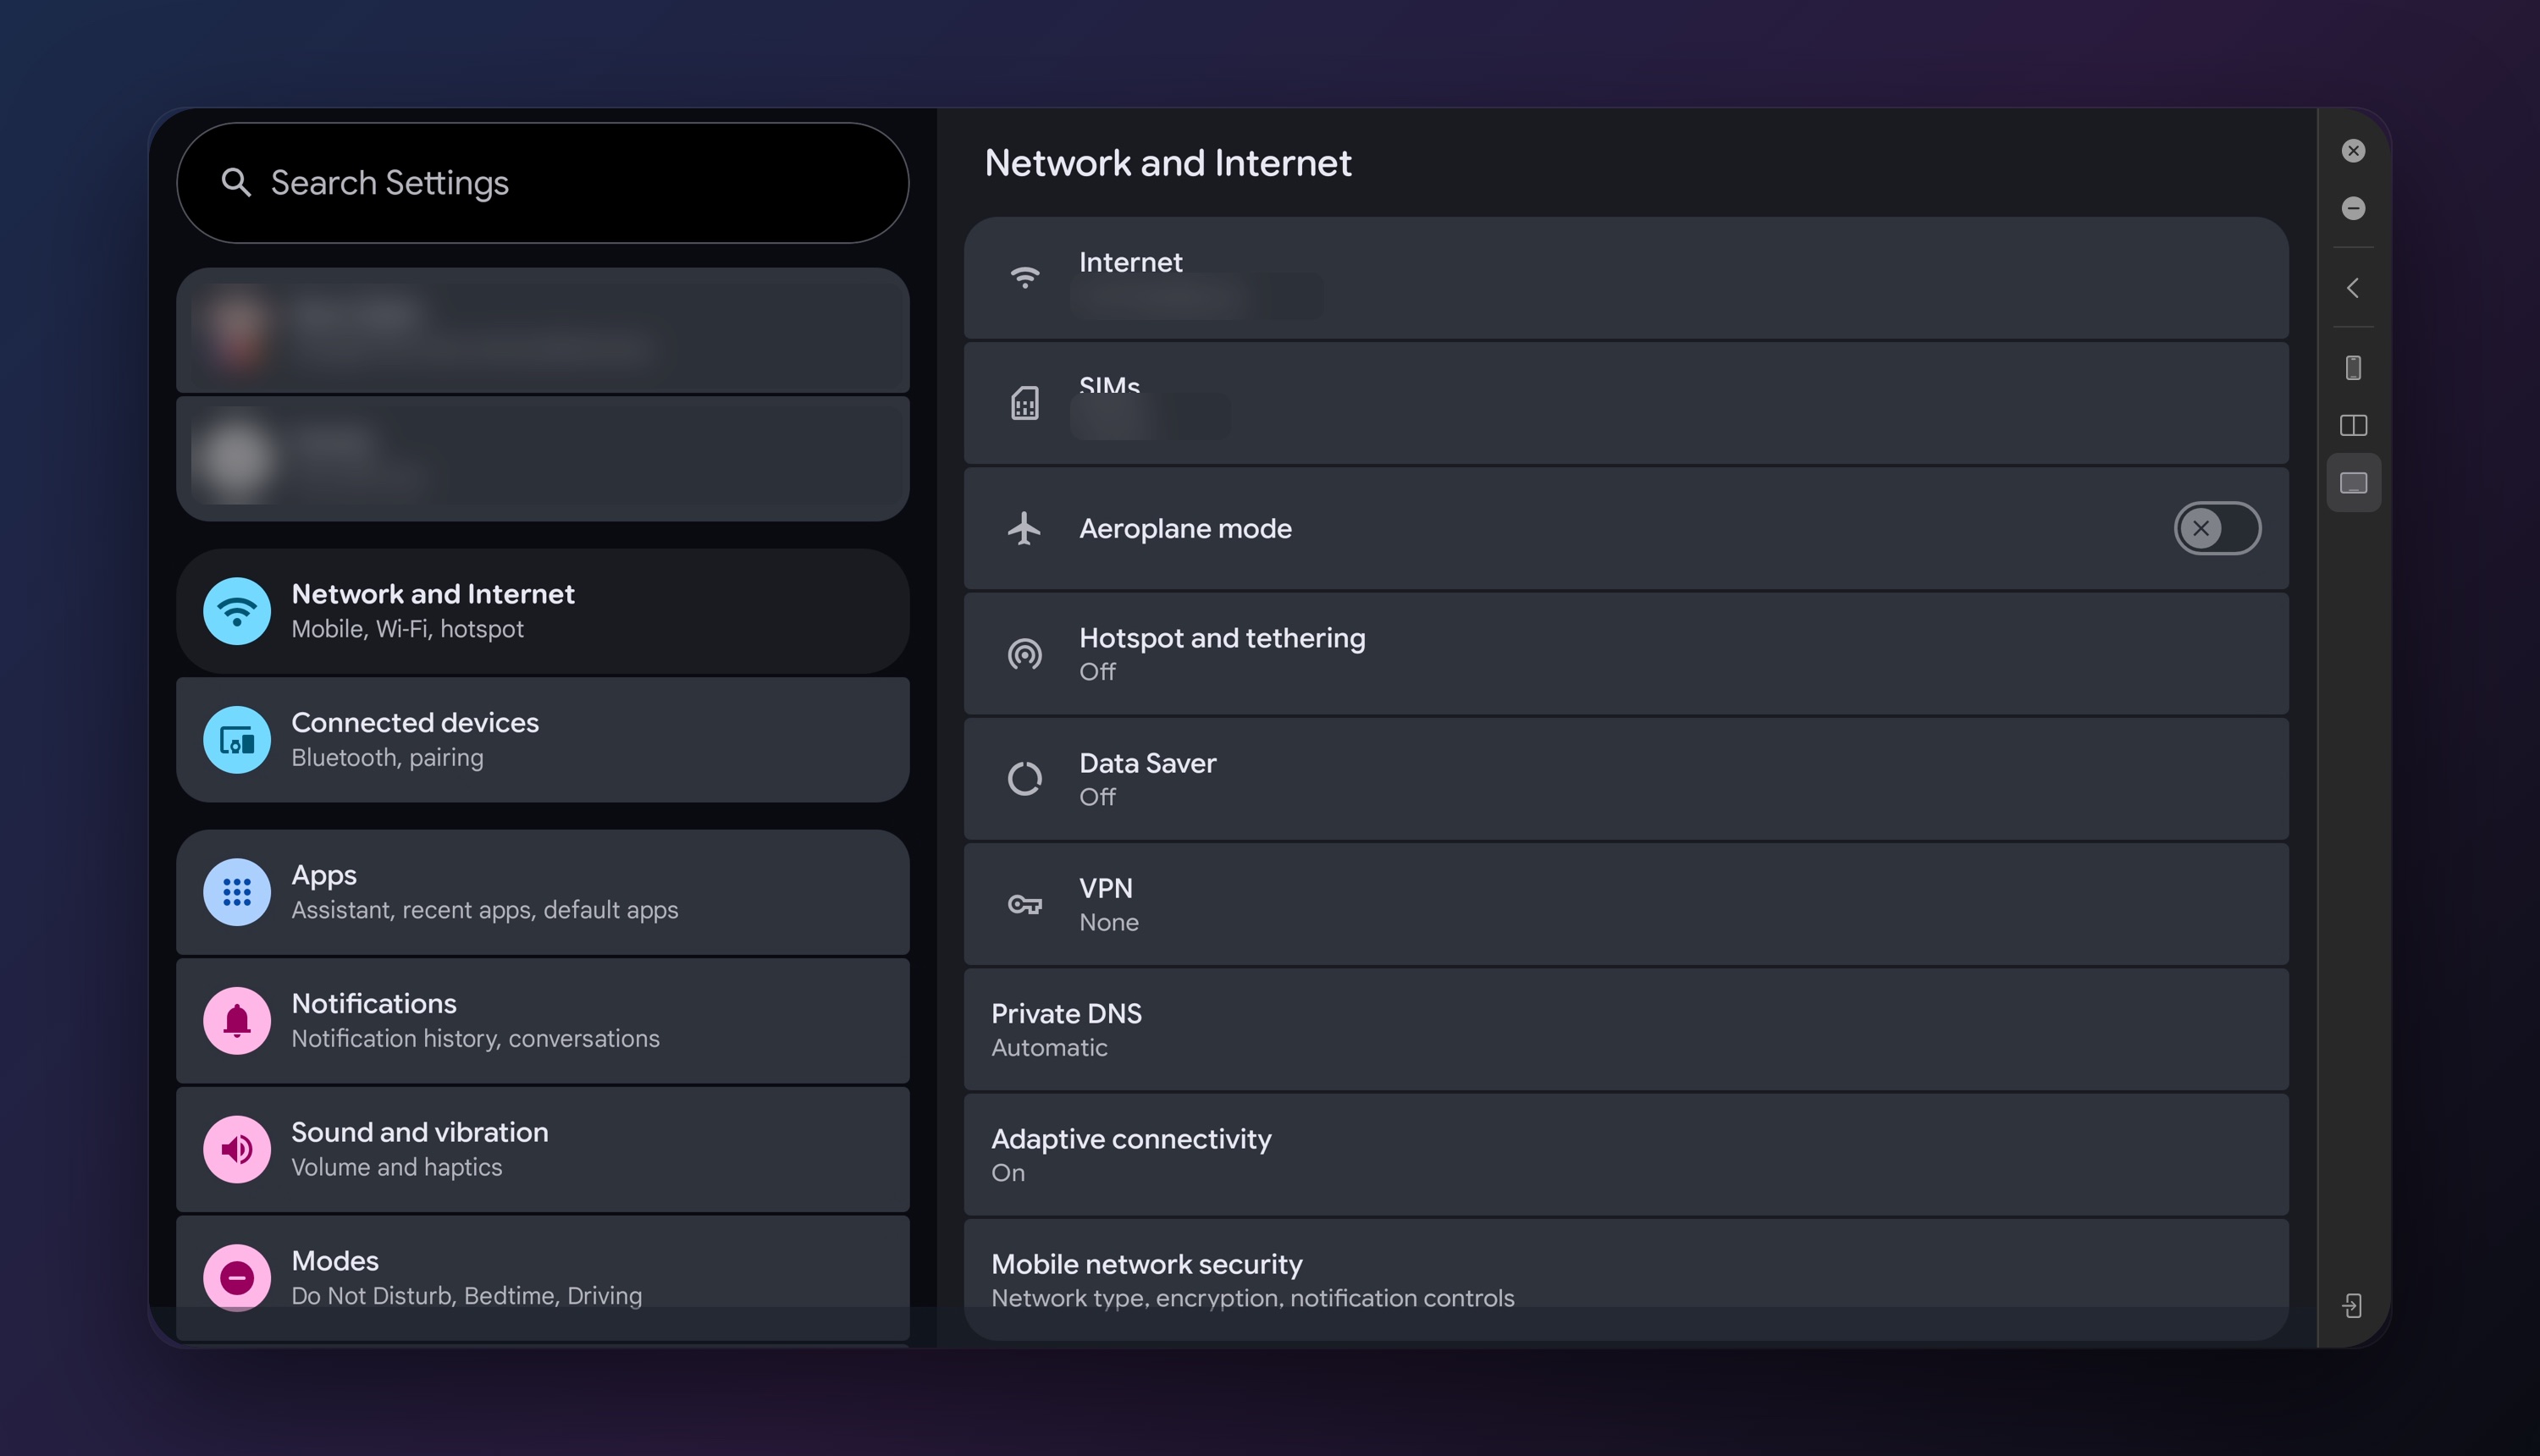 Search Settings
Network and Internet
Mobile, Wi-Fi, hotspot
Connected devices
Bluetooth, pairing
Apps
Assistant, recent apps, default apps
Notifications
Notification history, conversations
Sound and vibration
Volume and haptics
Modes
Do Not Disturb, Bedtime, Driving
Network and Internet
Internet
SIMs
Aeroplane mode
Hotspot and tethering
Off
Data Saver
Off
VPN
None
Private DNS
Automatic
Adaptive connectivity
On
Mobile network security
Network type, encryption, notification controls